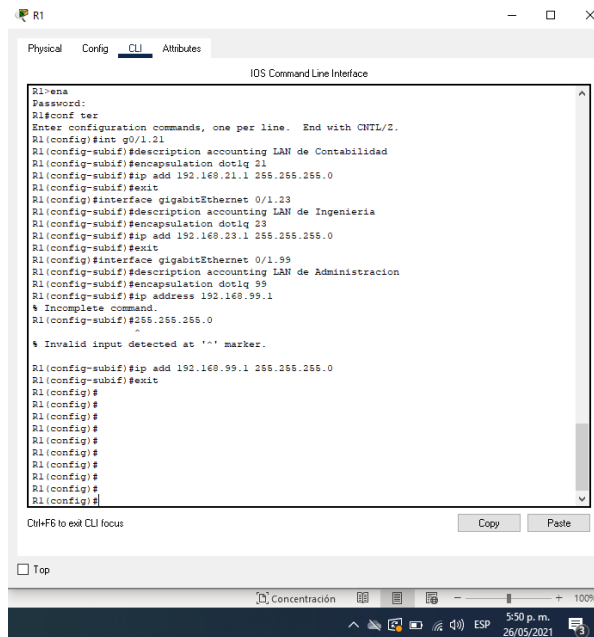 R1
Physical Config CLI Attributes
IOS Command Line Interface
R1>ena
Password:
R1#conf ter
Enter configuration commands, one per line. End with CNTL/Z.
R1(config)#int g0/1.21
R1(config-subif)#description accounting LAN de Contabilidad
R1(config-subif)#encapsulation dot1q 21
R1(config-subif)#ip add 192.168.21.1 255.255.255.0
R1(config-subif)#exit
R1(config)#interface gigabitEthernet 0/1.23
R1(config-subif)#description accounting LAN de Ingenieria
R1(config-subif)#encapsulation dot1q 23
R1(config-subif)#ip add 192.168.23.1 255.255.255.0
R1(config-subif)#exit
R1(config)#interface gigabitEthernet 0/1.99
R1(config-subif)#description accounting LAN de Administracion
R1(config-subif)#encapsulation dot1q 99
R1(config-subif)#ip address 192.168.99.1
% Incomplete command.
R1(config-subif)#255.255.255.0
^
% Invalid input detected at '^' marker.
R1(config-subif)#ip add 192.168.99.1 255.255.255.0
R1(config-subif)#exit
R1(config)#
R1(config)#
R1(config)#
R1(config)#
R1(config)#
R1(config)#
R1(config)#
R1(config)#
R1(config)#
R1(config)#
Ctrl+F6 to exit CLI focus
Copy Paste
Top
Concentración
100%
ESP
5:50 p. m.
26/05/2021
3